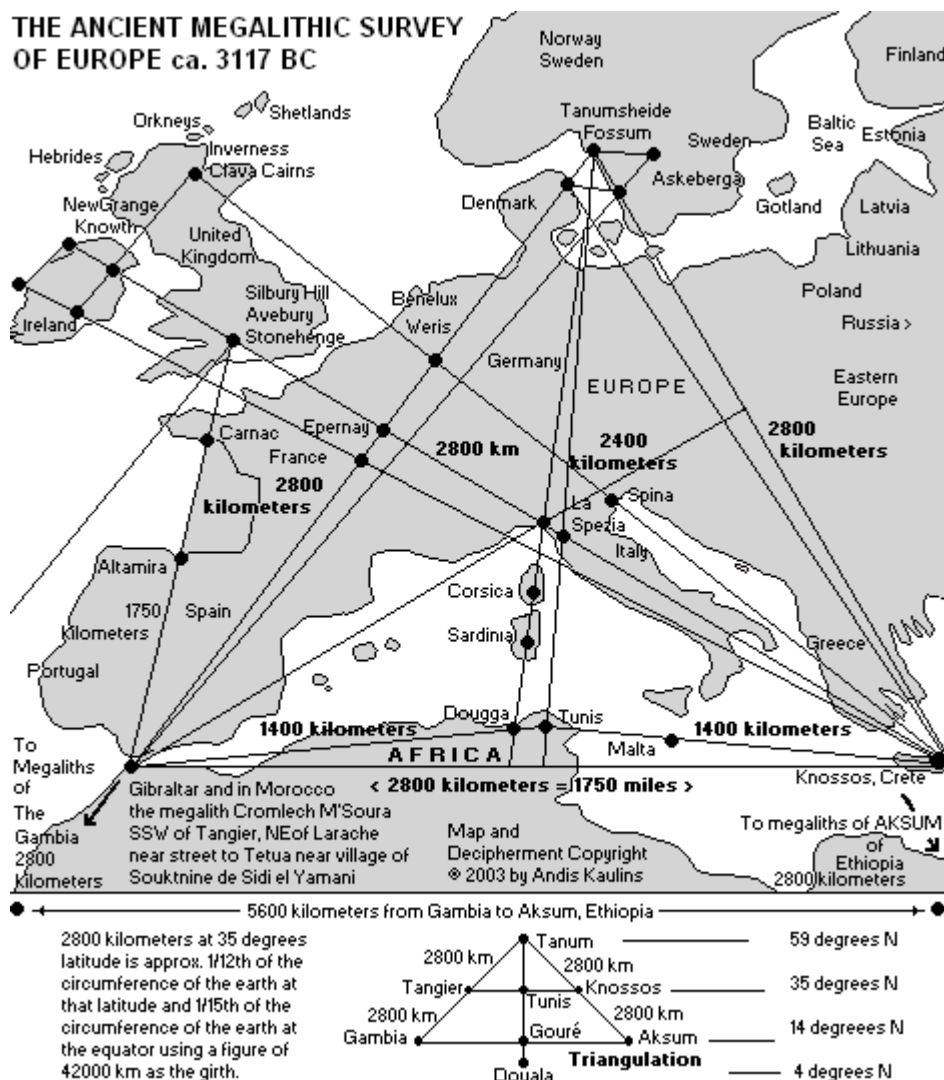 THE ANCIENT MEGALITHIC SURVEY
OF EUROPE ca. 3117 BC
Norway
Sweden
Finland
Shetlands
Orkneys
Tanumsheide
Fossum
Sweden
Baltic
Sea
Estonia
Hebrides
Inverness
Clava Cairns
Askeberga
NewGrange
Knowth
Denmark
Gotland
Latvia
United
Kingdom
Lithuania
Silbury Hill
Avebury
Stonehenge
Benelux
Weris
Poland
Ireland
Russia >
Germany
EUROPE
Eastern
Europe
Carnac
Epernay
France
2800 km
2400
kilometers
2800
kilometers
2800
kilometers
La
Spezia
Spina
Italy
Altamira
Corsica
1750
Kilometers
Spain
Sardinia
Greece
Portugal
1400 kilometers
Dougga
Tunis
1400 kilometers
AFRICA
Malta
To
Megaliths
of
The
Gambia
2800
kilometers
Knossos, Crete
< 2800 kilometers = 1750 miles >
Gibraltar and in Morocco
the megalith Cromlech M'Soura
SSW of Tangier, NEof Larache
near street to Tetua near village of
Souktnine de Sidi el Yamani
Map and
Decipherment Copyright
© 2003 by Andis Kaulins
To megaliths of AKSUM
of
Ethiopia
2800 kilometers
5600 kilometers from Gambia to Aksum, Ethiopia
2800 kilometers at 35 degrees
latitude is approx. 1/12th of the
circumference of the earth at
that latitude and 1/15th of the
circumference of the earth at
the equator using a figure of
42000 km as the girth.
Tanum
59 degrees N
2800 km
2800 km
Tangier
Tunis
Knossos
35 degrees N
2800 km
2800 km
Gambia
Gouré
Aksum
14 degreees N
Triangulation
Douala
4 degrees N